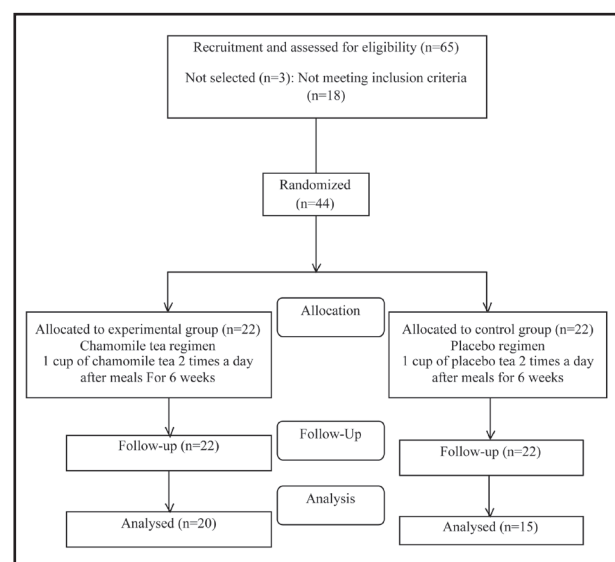 Recruitment and assessed for eligibility (n=65)
Not selected (n=3): Not meeting inclusion criteria
(n=18)
Randomized
(n=44)
Allocation
Allocated to experimental group (n=22)
Chamomile tea regimen
1 cup of chamomile tea 2 times a day
after meals For 6 weeks
Allocated to control group (n=22)
Placebo regimen
1 cup of placebo tea 2 times a day
after meals for 6 weeks
Follow-Up
Follow-up (n=22)
Follow-up (n=22)
Analysis
Analysed (n=20)
Analysed (n=15)